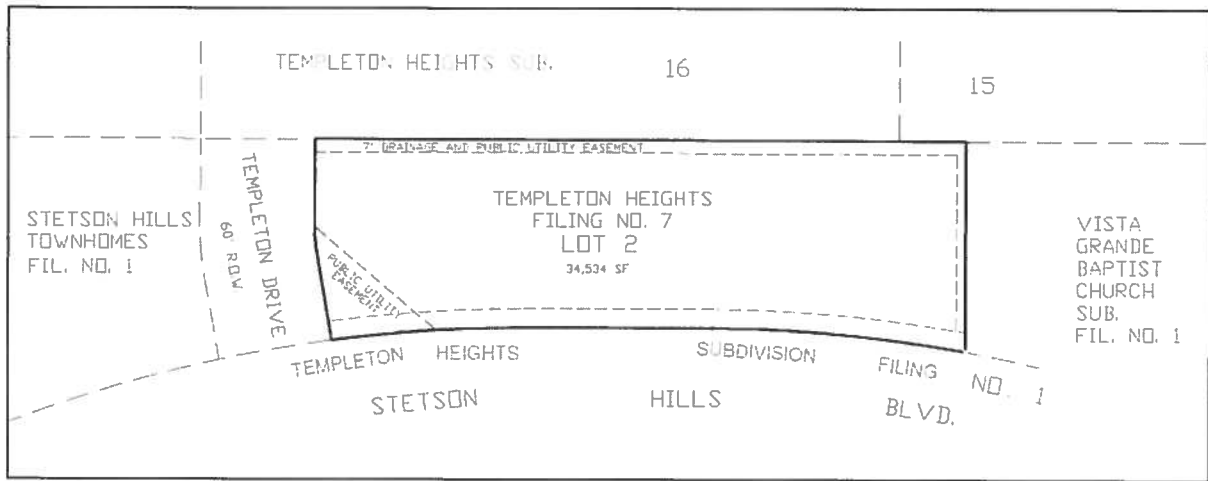 TEMPLETON HEIGHTS SUB.
16
15
7' DRAINAGE AND PUBLIC UTILITY EASEMENT
TEMPLETON HEIGHTS
FILING NO. 7
LOT 2
34,534 SF
STETSON HILLS
TOWNHOMES
FIL. NO. 1
TEMPLETON DRIVE
60' ROW
PUBLIC UTILITY
EASEMENT
VISTA
GRANDE
BAPTIST
CHURCH
SUB.
FIL. NO. 1
TEMPLETON HEIGHTS SUBDIVISION FILING NO. 1
STETSON HILLS BLVD.